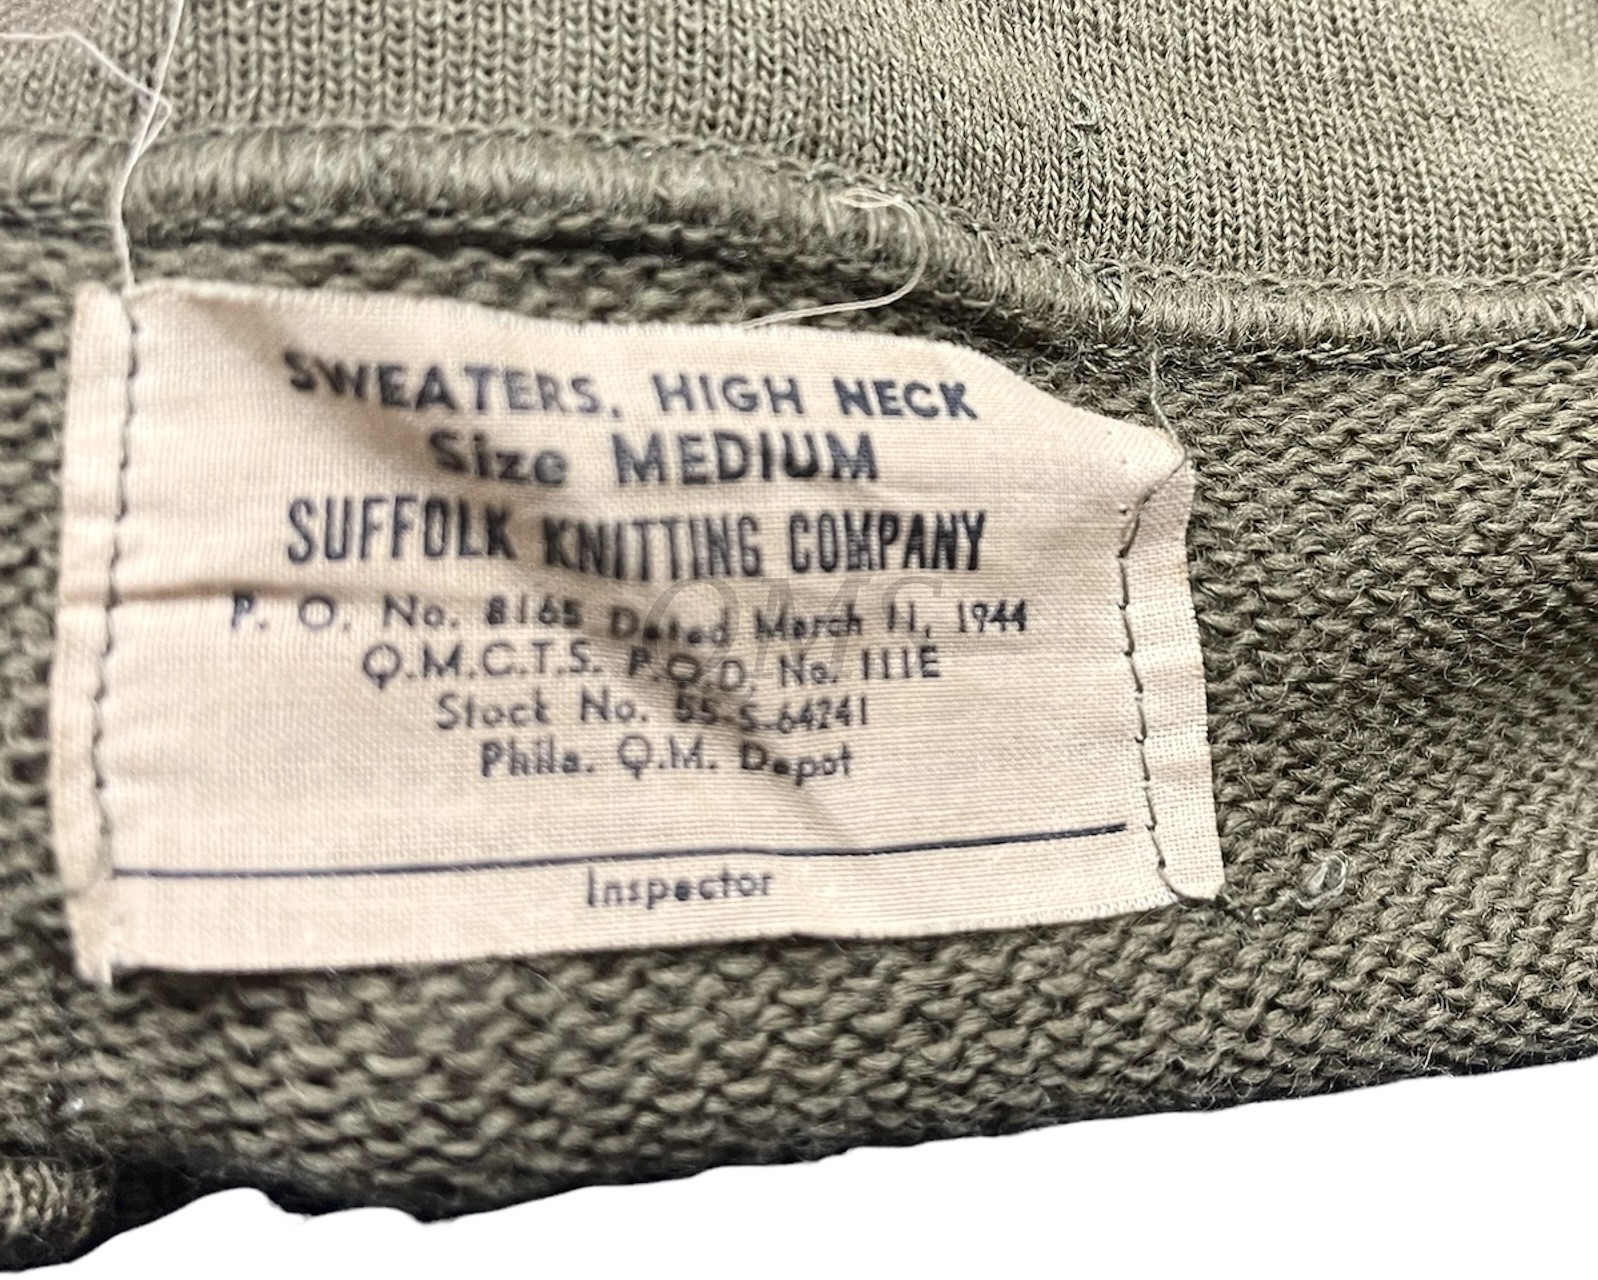 SWEATERS, HIGH NECK
Size MEDIUM
SUFFOLK KNITTING COMPANY
P. O. No. 8165 Dated March 11, 1944
Q.M.C.T.S. P.O.D. No. 111E
Stock No. 55-S-64241
Phila. Q.M. Depot
Inspector
QMS